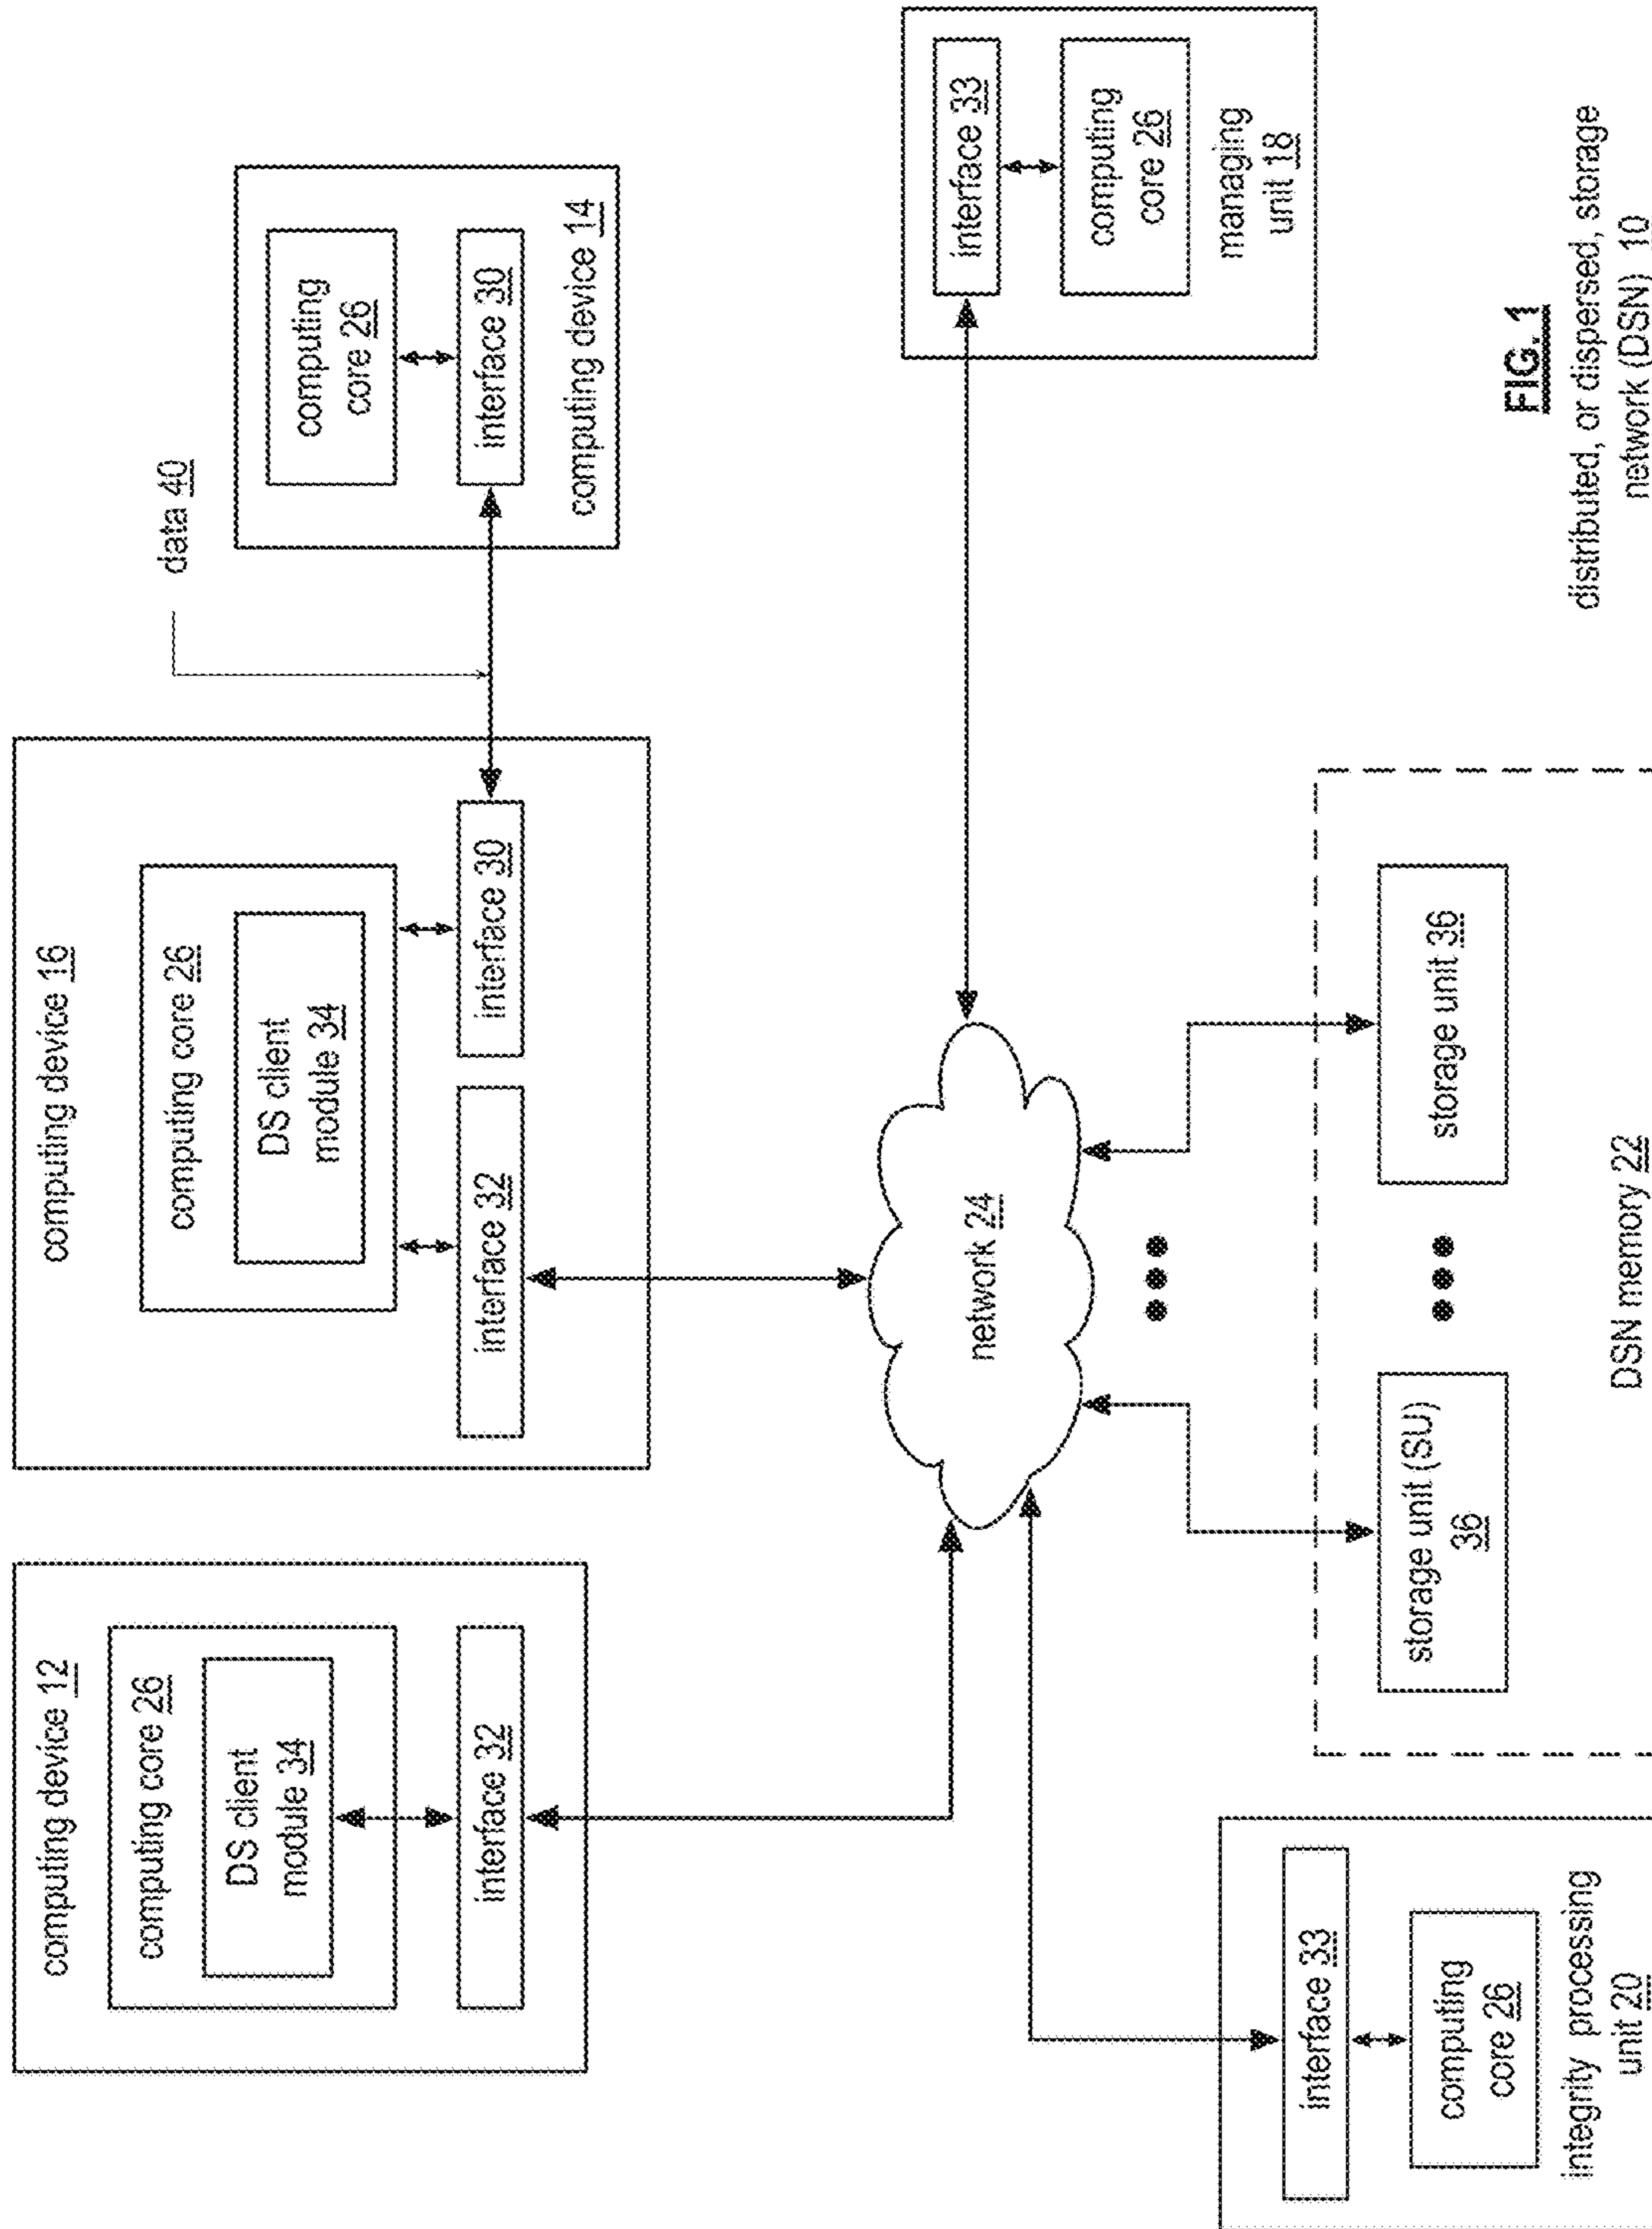 computing device 12
computing core 26
DS client
module 34
interface 32
computing device 16
computing core 26
DS client
module 34
interface 32
interface 30
data 40
computing
core 26
interface 30
computing device 14
network 24
interface 33
computing
core 26
managing
unit 18
interface 33
computing
core 26
integrity processing
unit 20
storage unit (SU)
36
storage unit 36
DSN memory 22
FIG. 1
distributed, or dispersed, storage
network (DSN) 10